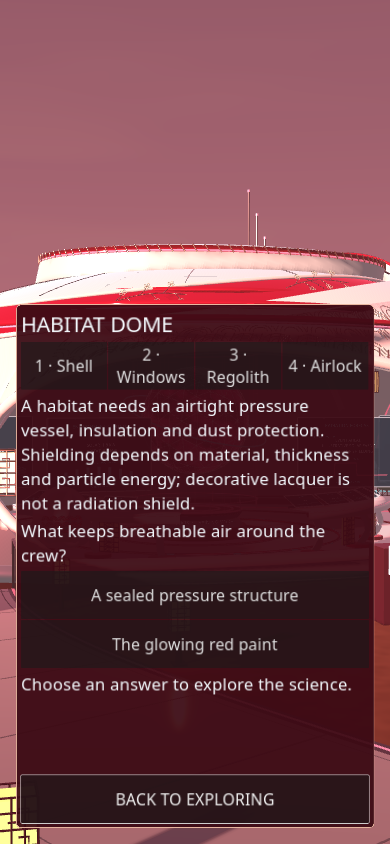 HABITAT DOME
1 · Shell
2 ·
Windows
3 ·
Regolith
4 · Airlock
A habitat needs an airtight pressure
vessel, insulation and dust protection.
Shielding depends on material, thickness
and particle energy; decorative lacquer is
not a radiation shield.
What keeps breathable air around the
crew?
A sealed pressure structure
The glowing red paint
Choose an answer to explore the science.
BACK TO EXPLORING